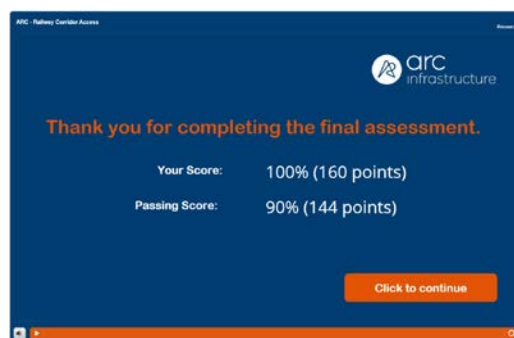 ARC - Railway Corridor Access
arc
infrastructure
Thank you for completing the final assessment.
Your Score: 100% (160 points)
Passing Score: 90% (144 points)
Click to continue